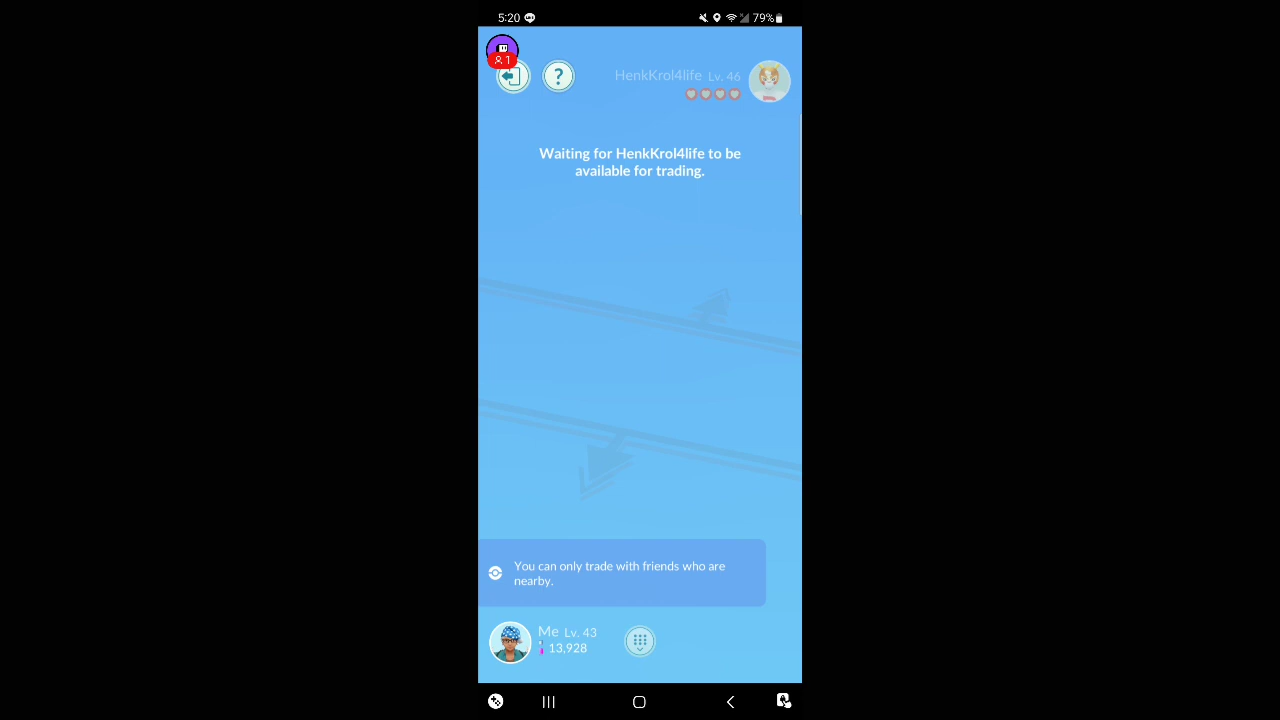 5:20
79%
1
?
HenkKrol4life Lv. 46
Waiting for HenkKrol4life to be
available for trading.
You can only trade with friends who are
nearby.
Me Lv. 43
13,928